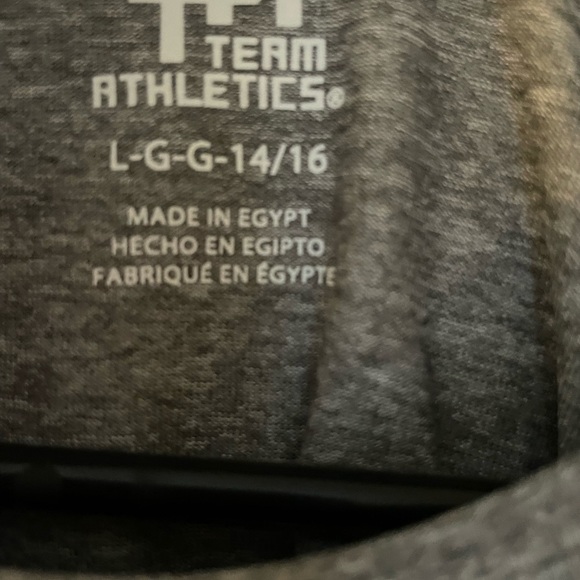 TEAM
ATHLETICS®
L-G-G-14/16
MADE IN EGYPT
HECHO EN EGIPTO
FABRIQUÉ EN ÉGYPTE